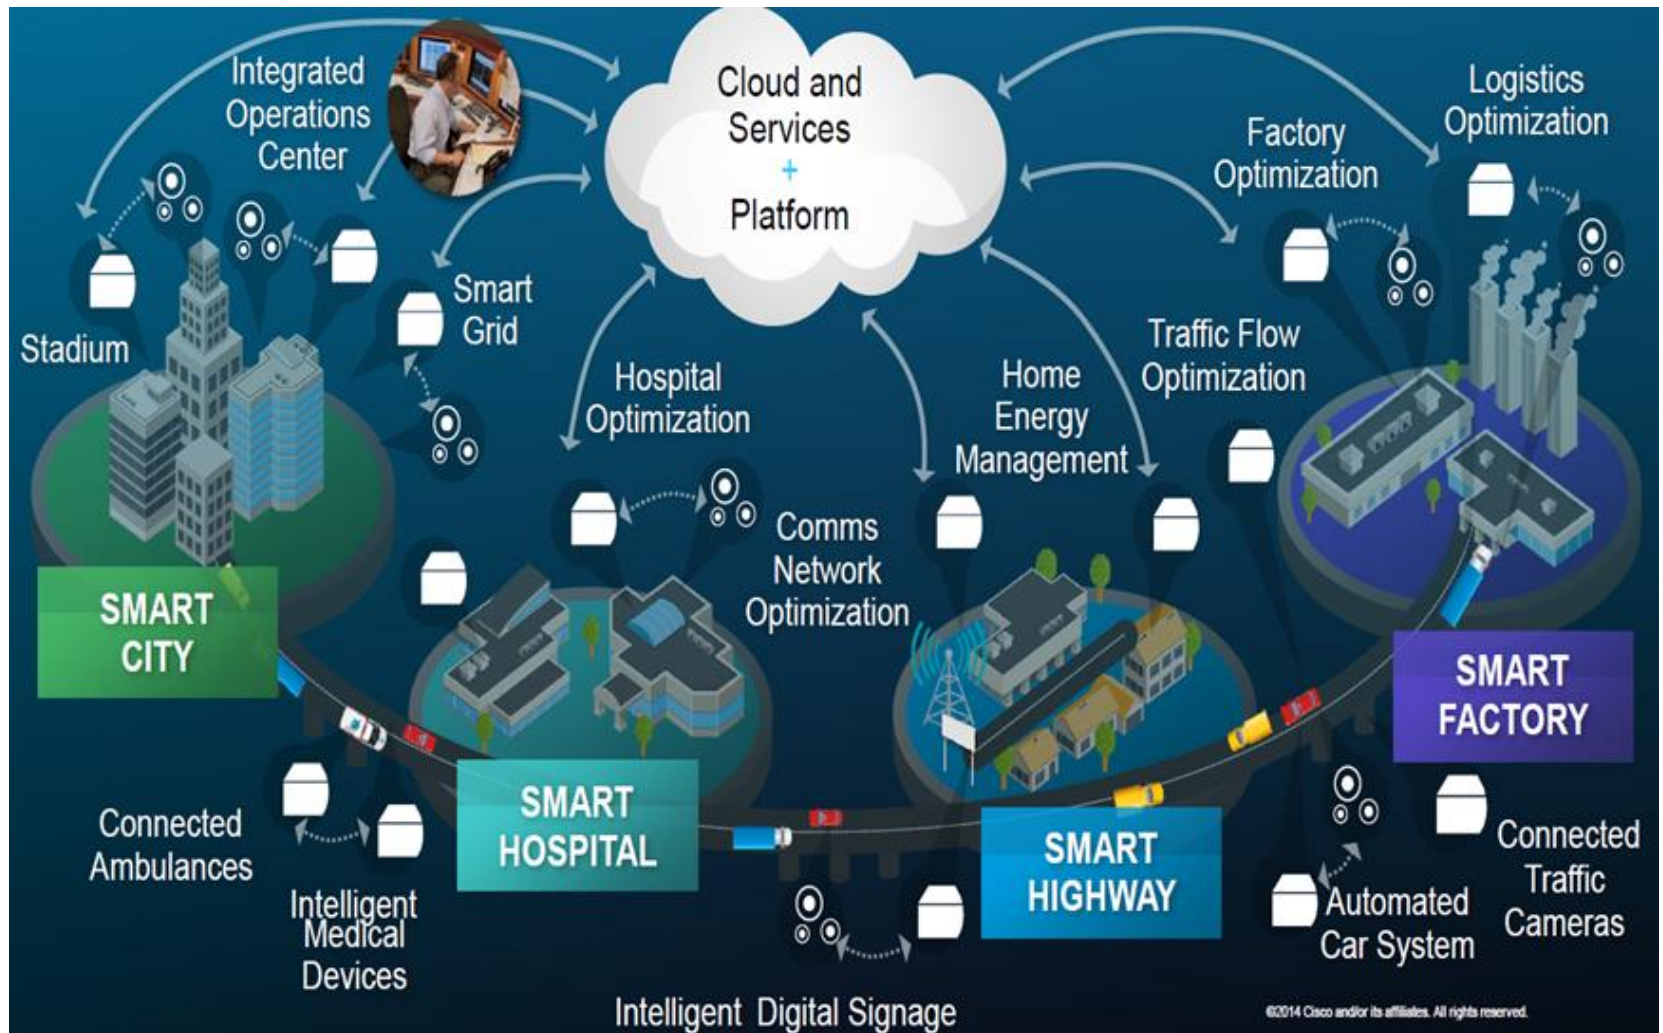 Cloud and
Services
+
Platform
Integrated
Operations
Center
Logistics
Optimization
Factory
Optimization
Stadium
Smart
Grid
Hospital
Optimization
Home
Energy
Management
Traffic Flow
Optimization
Comms
Network
Optimization
SMART
CITY
SMART
HOSPITAL
SMART
HIGHWAY
SMART
FACTORY
Connected
Ambulances
Intelligent
Medical
Devices
Intelligent Digital Signage
Automated
Car System
Connected
Traffic
Cameras
©2014 Cisco and/or its affiliates. All rights reserved.